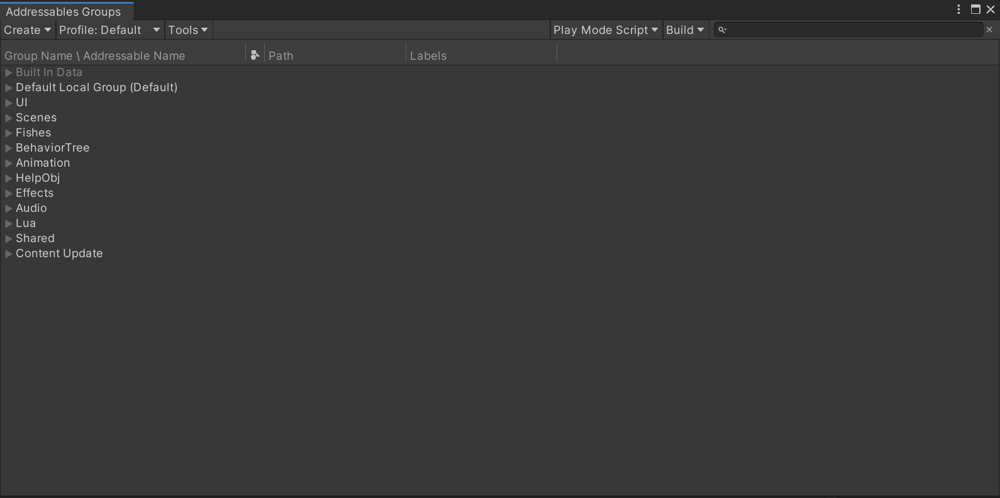 Addressables Groups
Create Profile: Default Tools Play Mode Script Build
Group Name \ Addressable Name Path Labels
Built In Data
Default Local Group (Default)
UI
Scenes
Fishes
BehaviorTree
Animation
HelpObj
Effects
Audio
Lua
Shared
Content Update